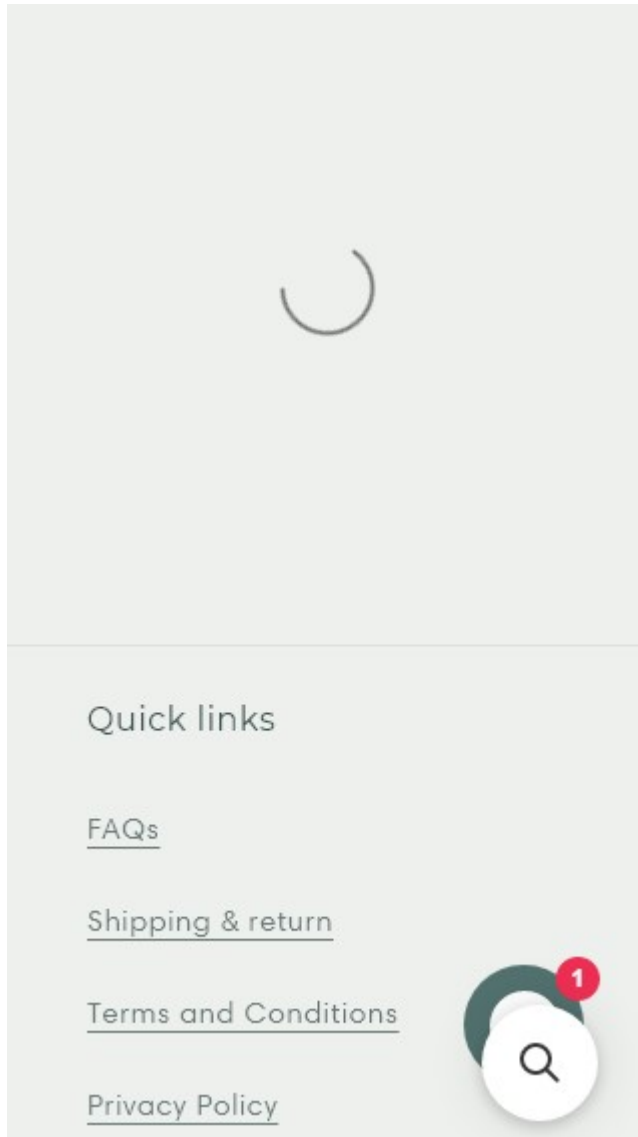 Quick links
FAQs
Shipping & return
1
Terms and Conditions
Privacy Policy